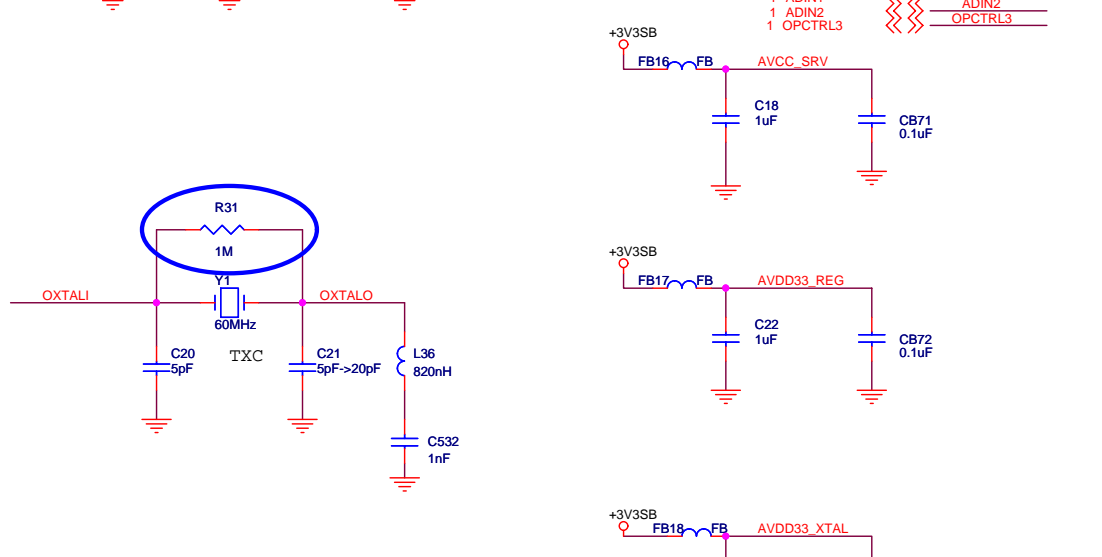 ADIN2
1 ADIN2
1 OPCTRL3
OPCTRL3
+3V3SB
FB16 FB
AVCC_SRV
C18
1uF
CB71
0.1uF
R31
1M
+3V3SB
FB17 FB
AVDD33_REG
OXTALI
Y1
OXTALO
60MHz
C22
1uF
CB72
0.1uF
C20
5pF
TXC
C21
5pF->20pF
L36
820nH
C532
1nF
+3V3SB
FB18 FB
AVDD33_XTAL